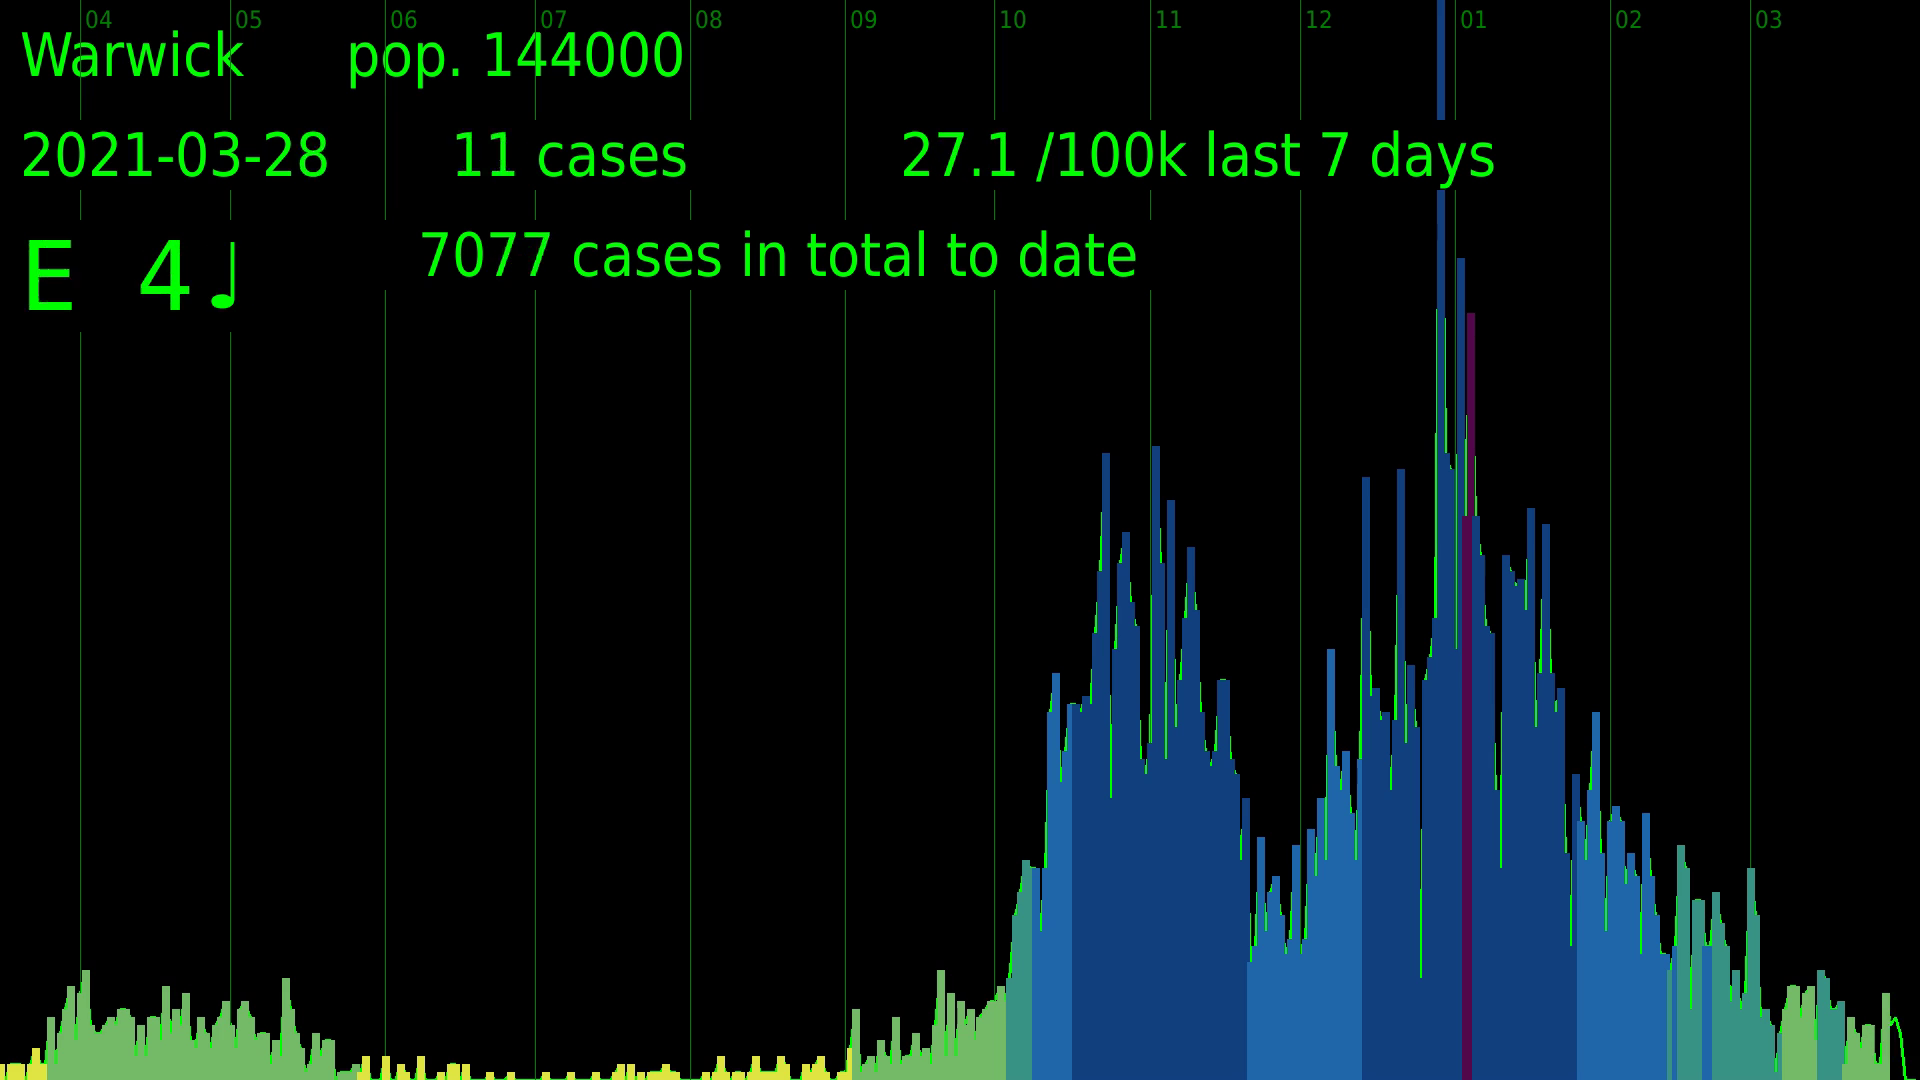 04 05 06 07 08 09 10 11 12 01 02 03
Warwick pop. 144000
2021-03-28 11 cases 27.1 /100k last 7 days
7077 cases in total to date
E 4♩